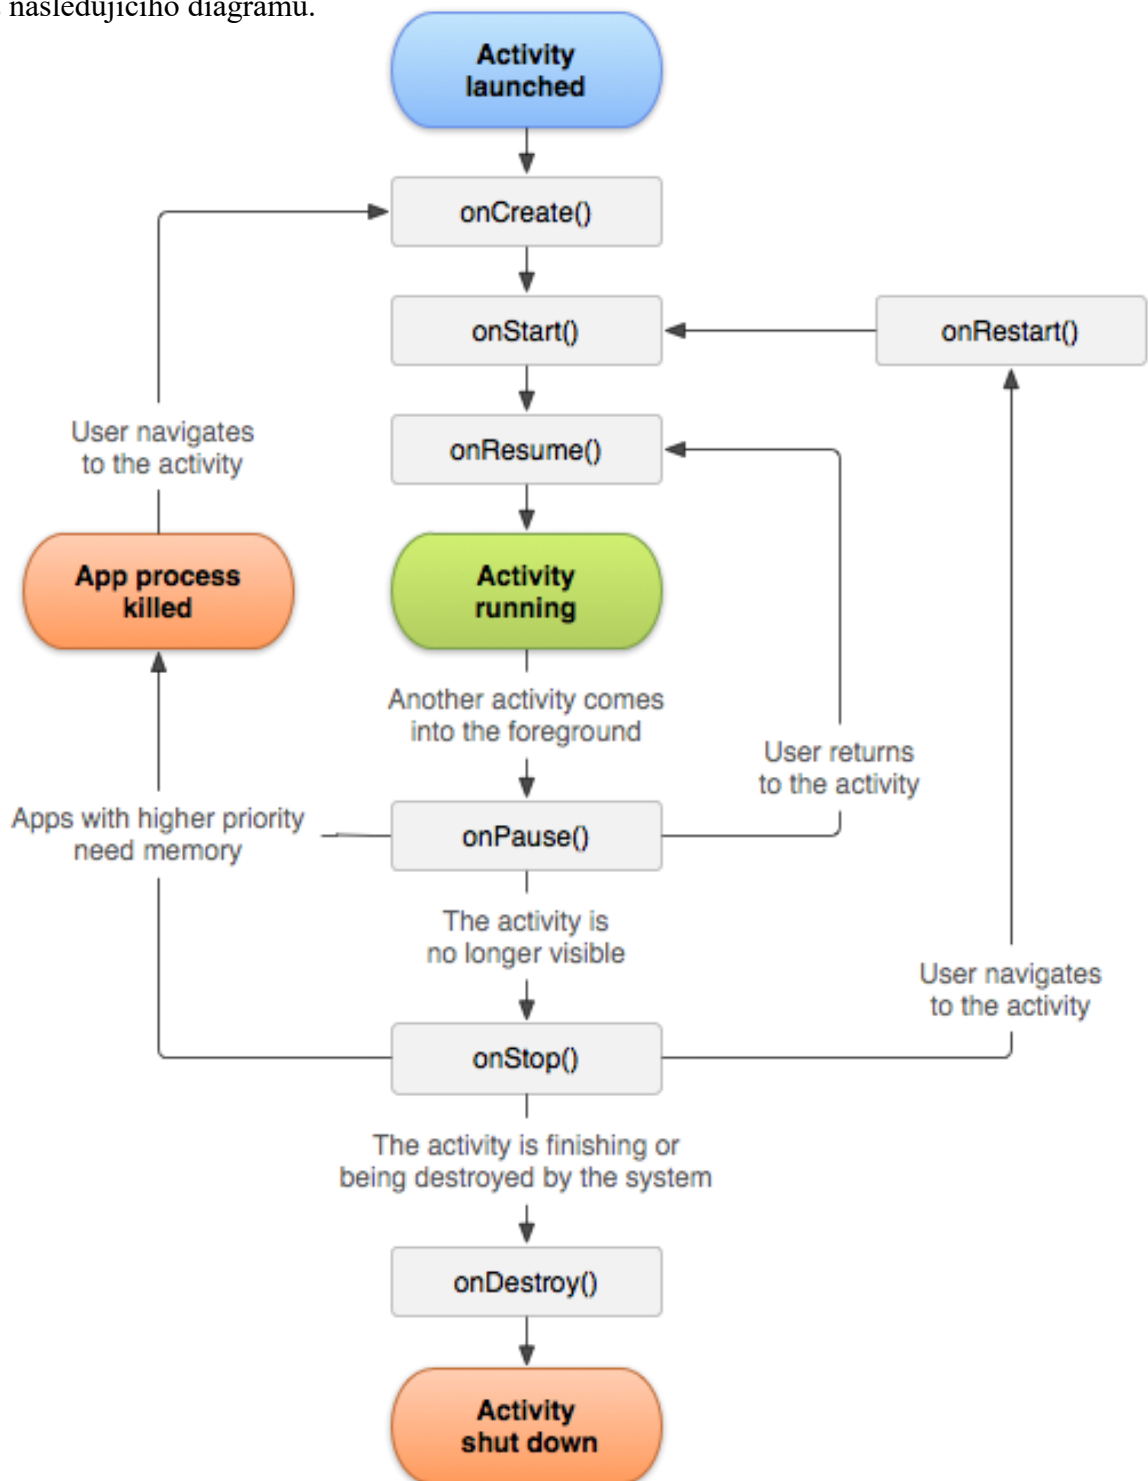 následujícího diagramu.
Activity
launched
onCreate()
onStart()
onRestart()
onResume()
User navigates
to the activity
App process
killed
Activity
running
Another activity comes
into the foreground
User returns
to the activity
Apps with higher priority
need memory
onPause()
The activity is
no longer visible
User navigates
to the activity
onStop()
The activity is finishing or
being destroyed by the system
onDestroy()
Activity
shut down